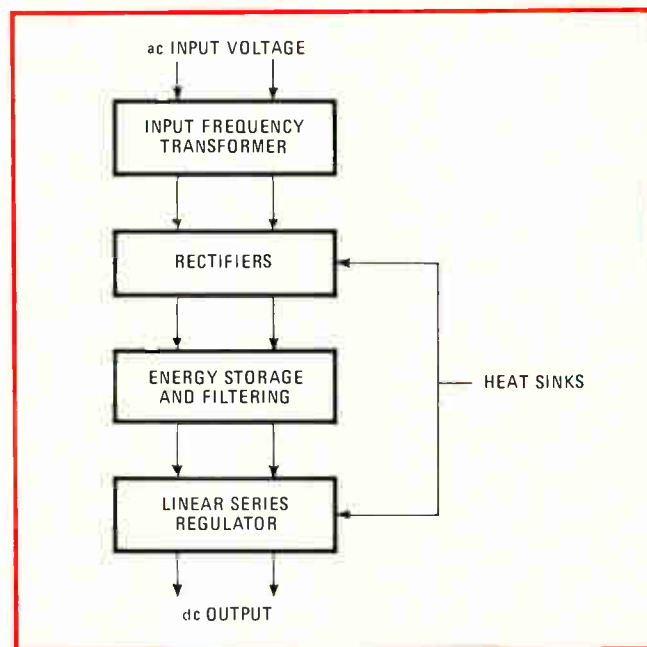 ac INPUT VOLTAGE
INPUT FREQUENCY
TRANSFORMER
RECTIFIERS
ENERGY STORAGE
AND FILTERING
HEAT SINKS
LINEAR SERIES
REGULATOR
dc OUTPUT